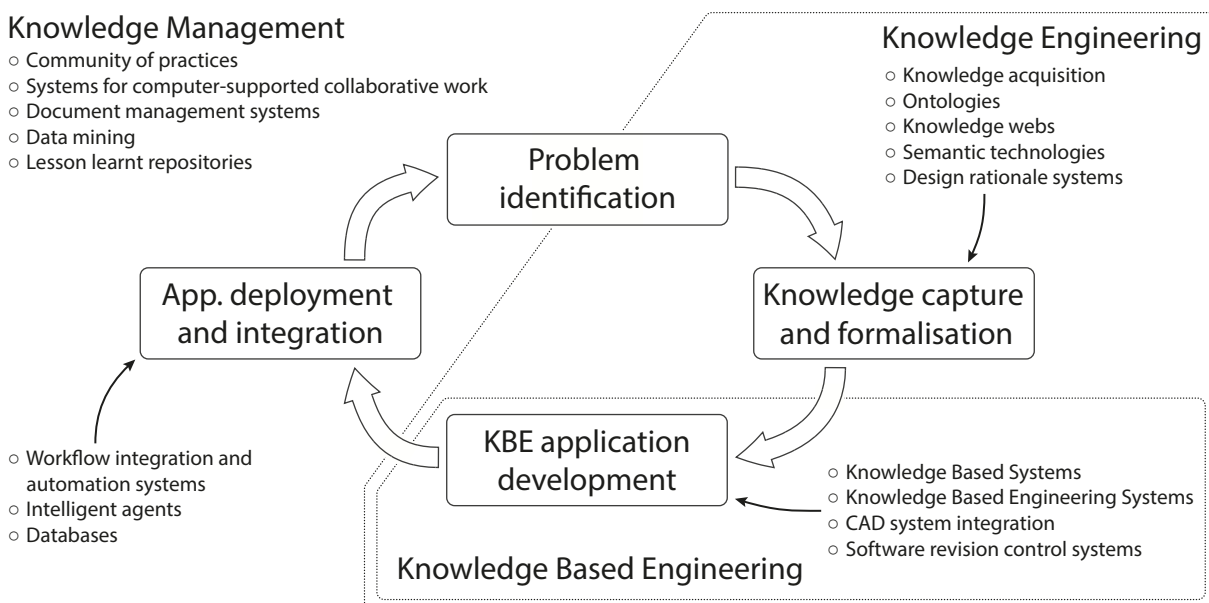 Knowledge Management
○ Community of practices
○ Systems for computer-supported collaborative work
○ Document management systems
○ Data mining
○ Lesson learnt repositories
Knowledge Engineering
○ Knowledge acquisition
○ Ontologies
○ Knowledge webs
○ Semantic technologies
○ Design rationale systems
Problem
identification
App. deployment
and integration
Knowledge capture
and formalisation
KBE application
development
○ Workflow integration and
automation systems
○ Intelligent agents
○ Databases
○ Knowledge Based Systems
○ Knowledge Based Engineering Systems
○ CAD system integration
○ Software revision control systems
Knowledge Based Engineering